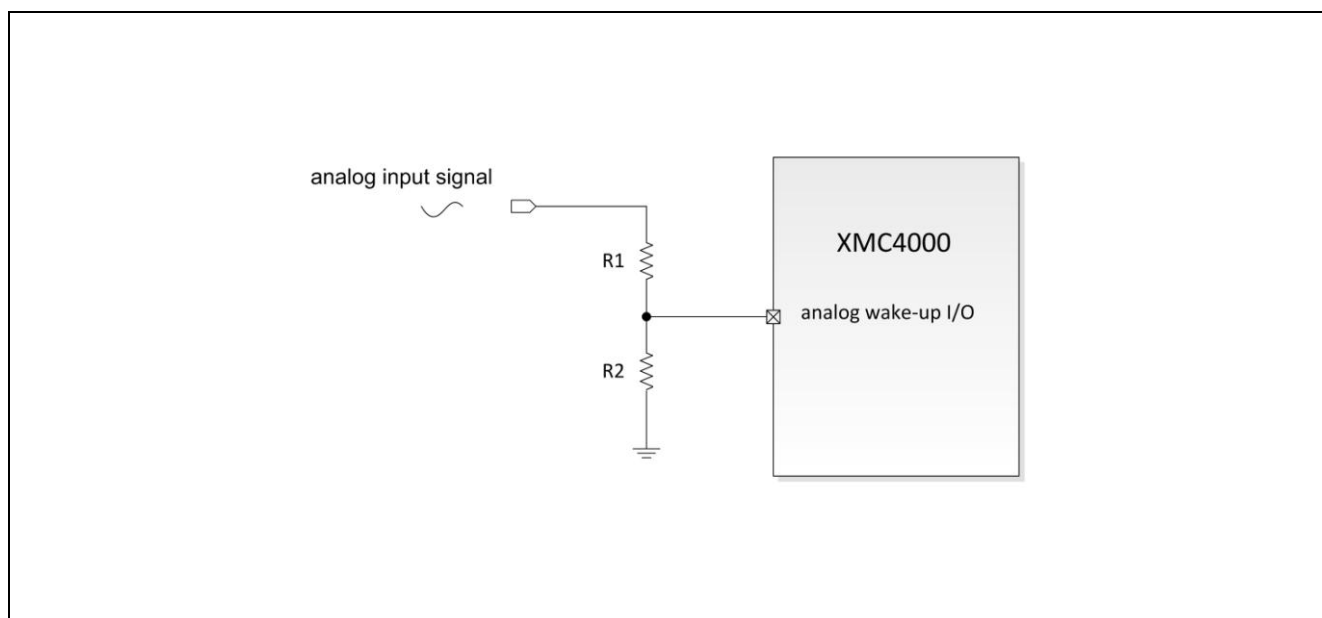 analog input signal
R1
XMC4000
analog wake-up I/O
R2